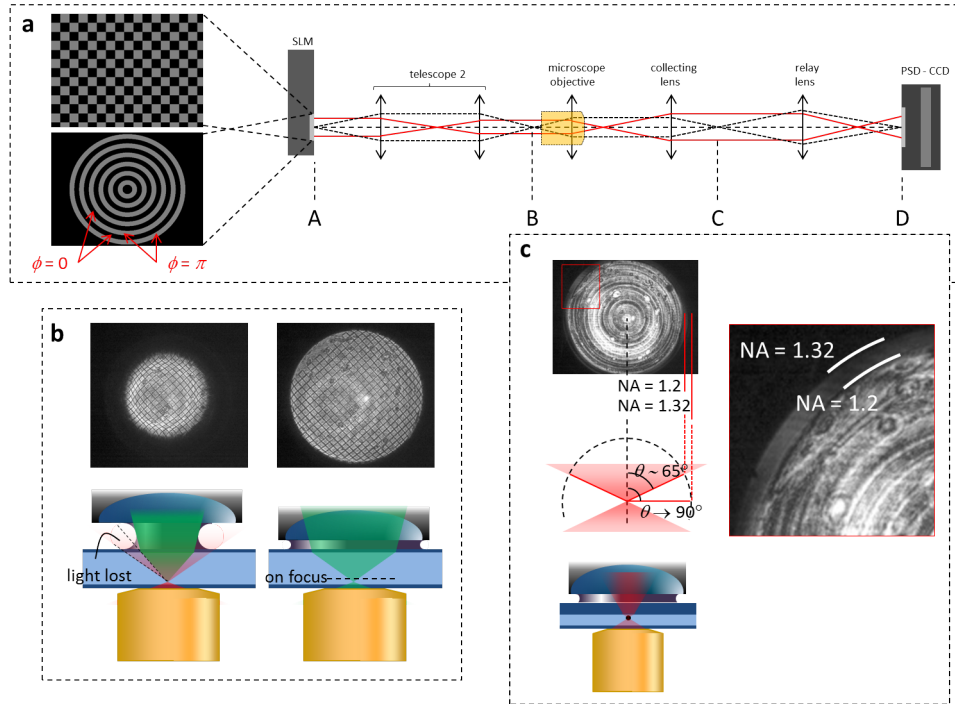 a
SLM
telescope 2
microscope
objective
collecting
lens
relay
lens
PSD - CCD
A
B
C
D
ϕ = 0
ϕ = π
b
light lost
on focus
c
NA = 1.2
NA = 1.32
θ ~ 65°
θ → 90°
NA = 1.32
NA = 1.2